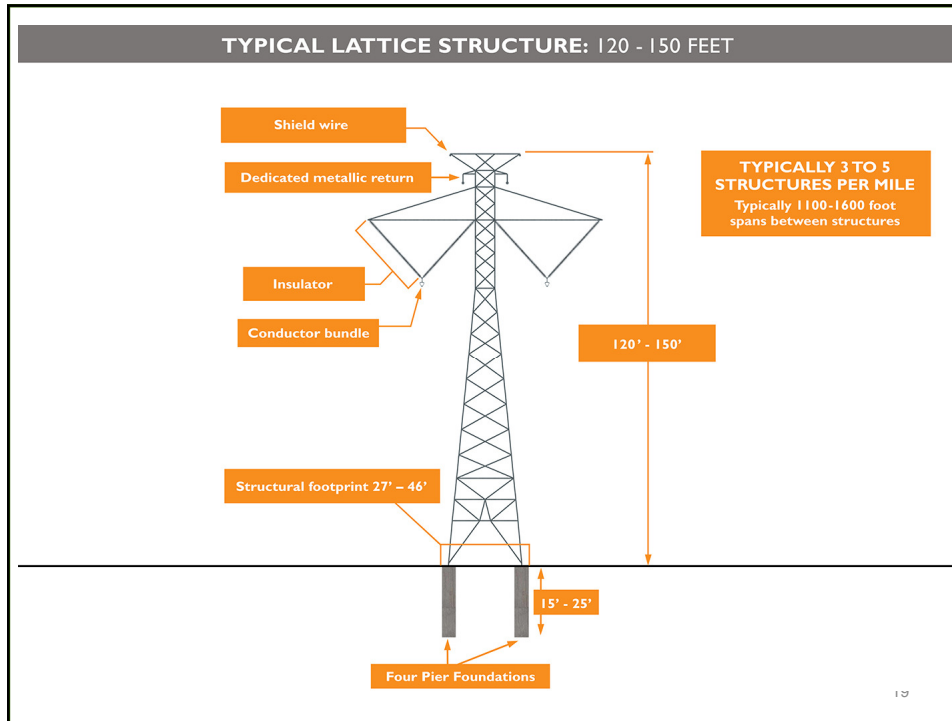 TYPICAL LATTICE STRUCTURE: 120 - 150 FEET
Shield wire
Dedicated metallic return
TYPICALLY 3 TO 5
STRUCTURES PER MILE
Typically 1100-1600 foot
spans between structures
Insulator
Conductor bundle
120' - 150'
Structural footprint 27' – 46'
15' - 25'
Four Pier Foundations
19